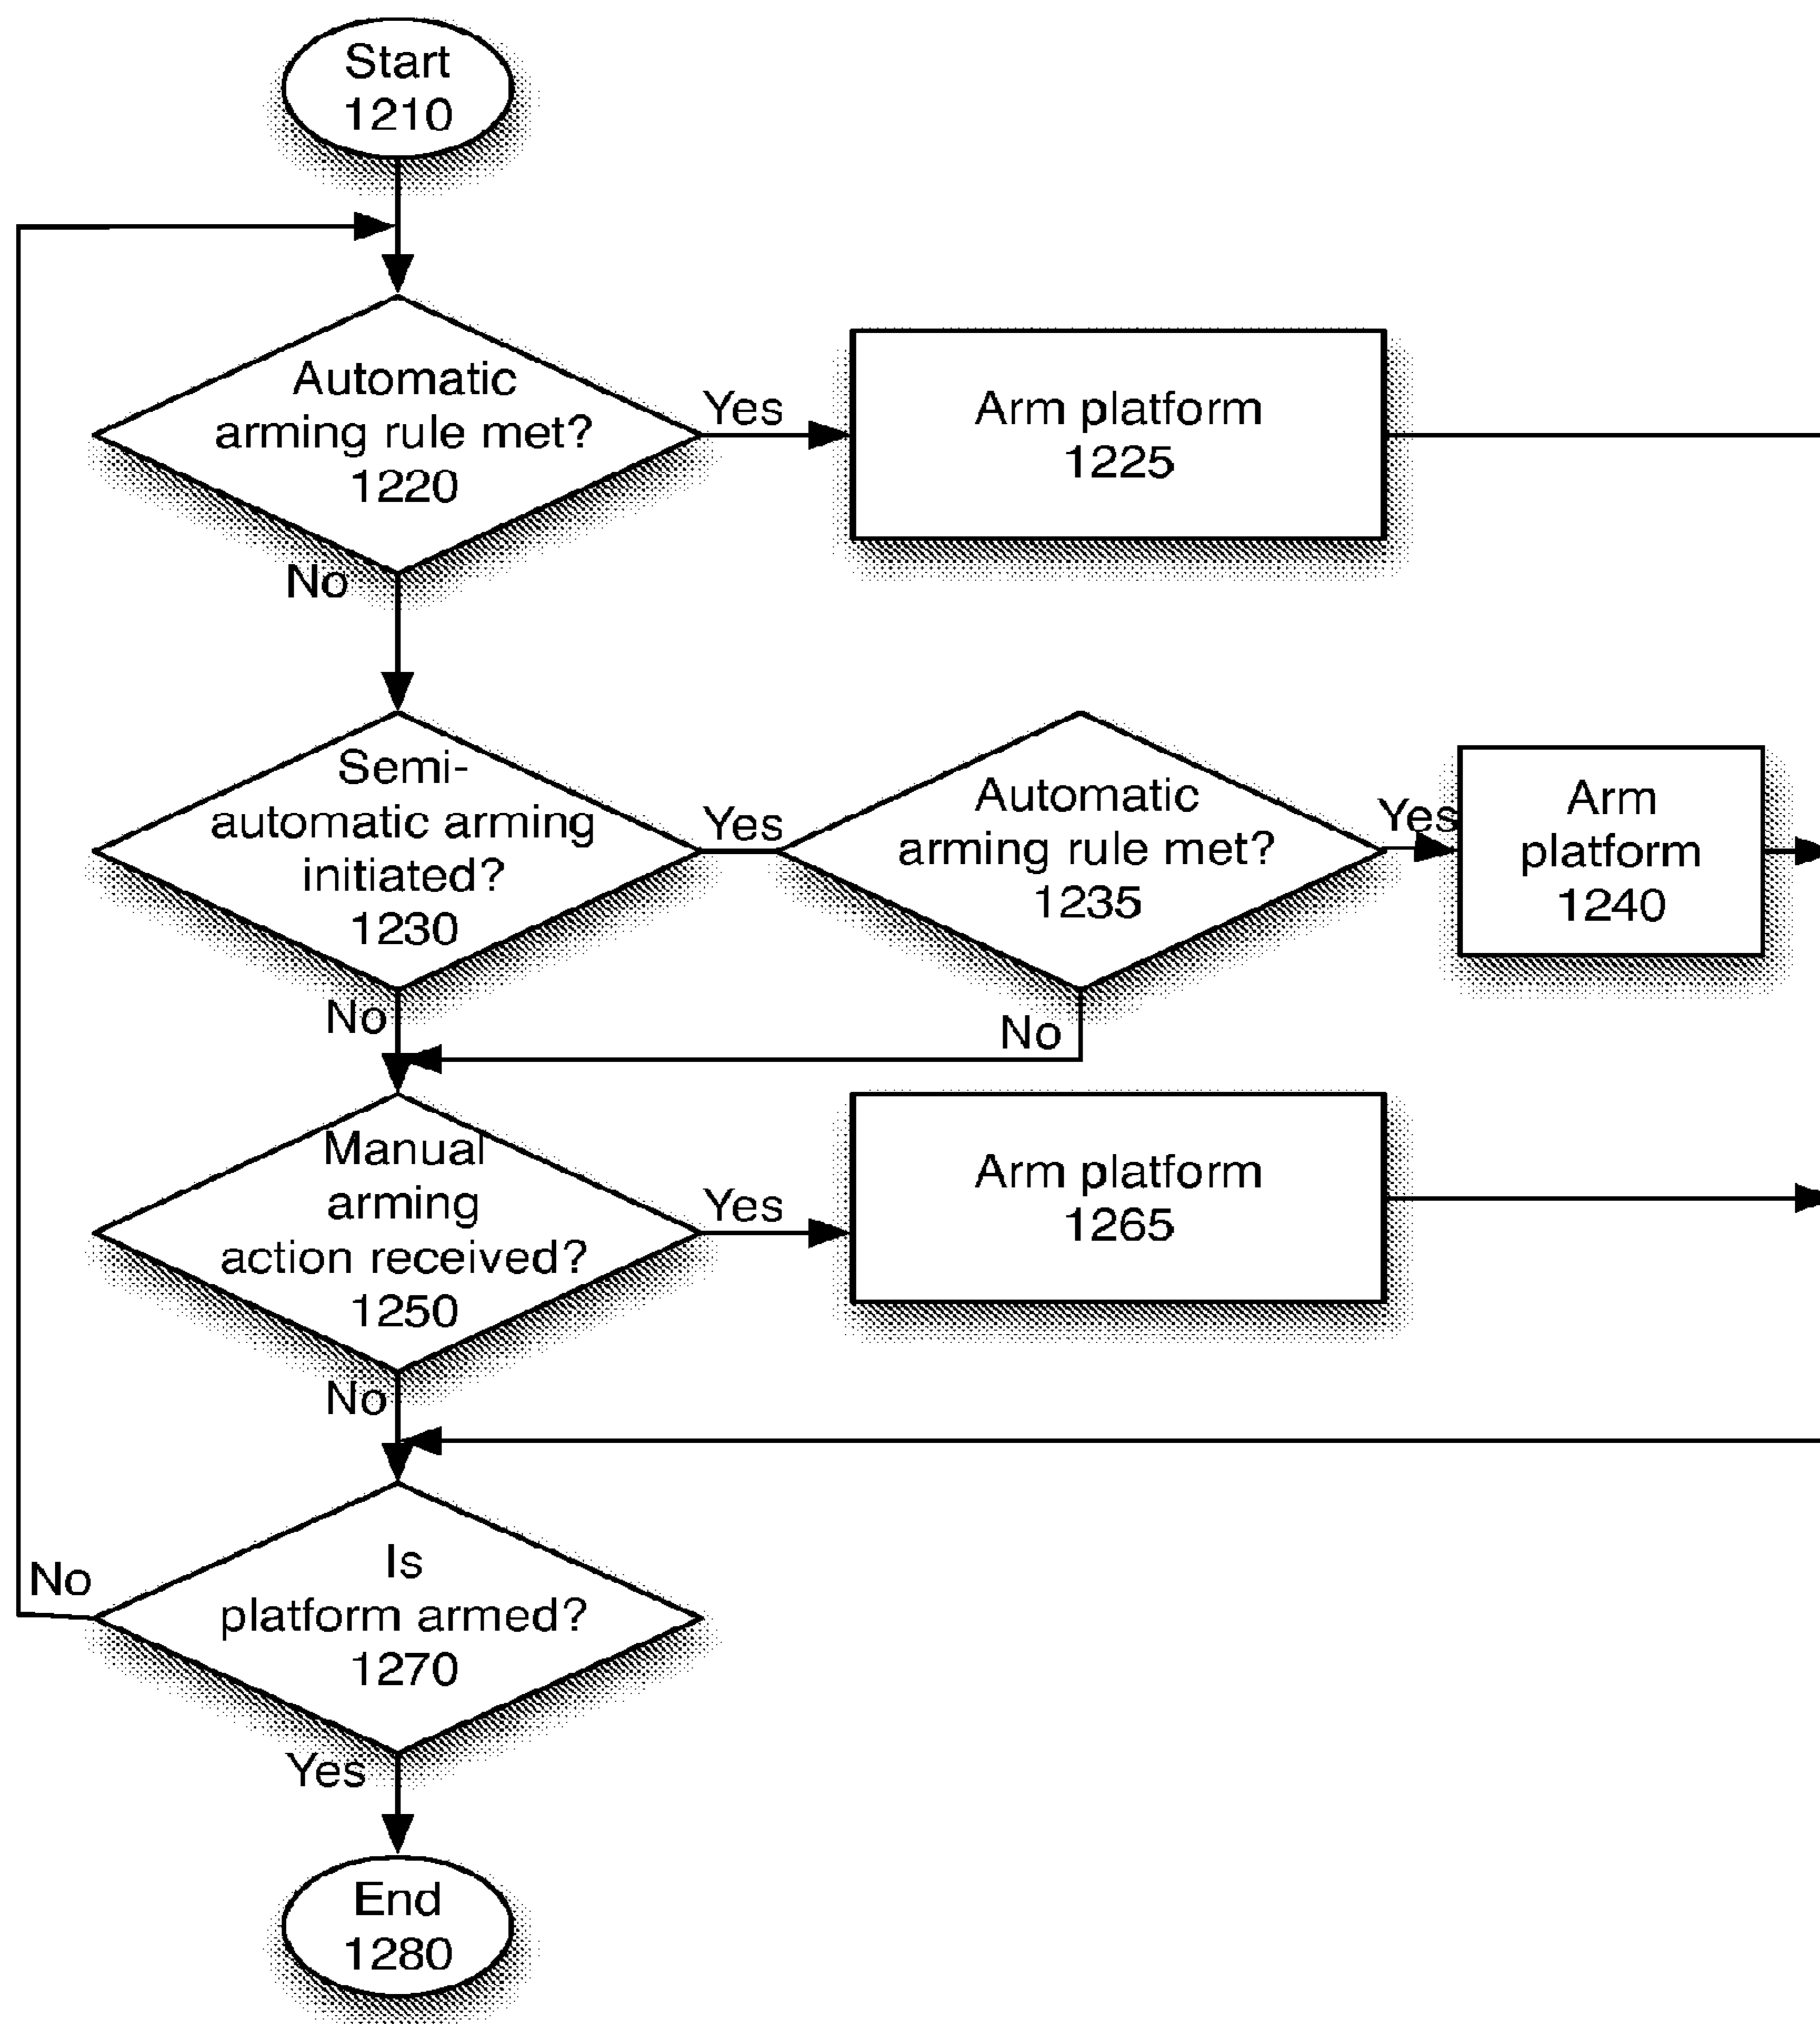 Start
1210
Automatic
arming rule met?
1220
Yes
Arm platform
1225
No
Semi-
automatic arming
initiated?
1230
Yes
Automatic
arming rule met?
1235
Yes
Arm
platform
1240
No
No
Manual
arming
action received?
1250
Yes
Arm platform
1265
No
Is
platform armed?
1270
No
Yes
End
1280